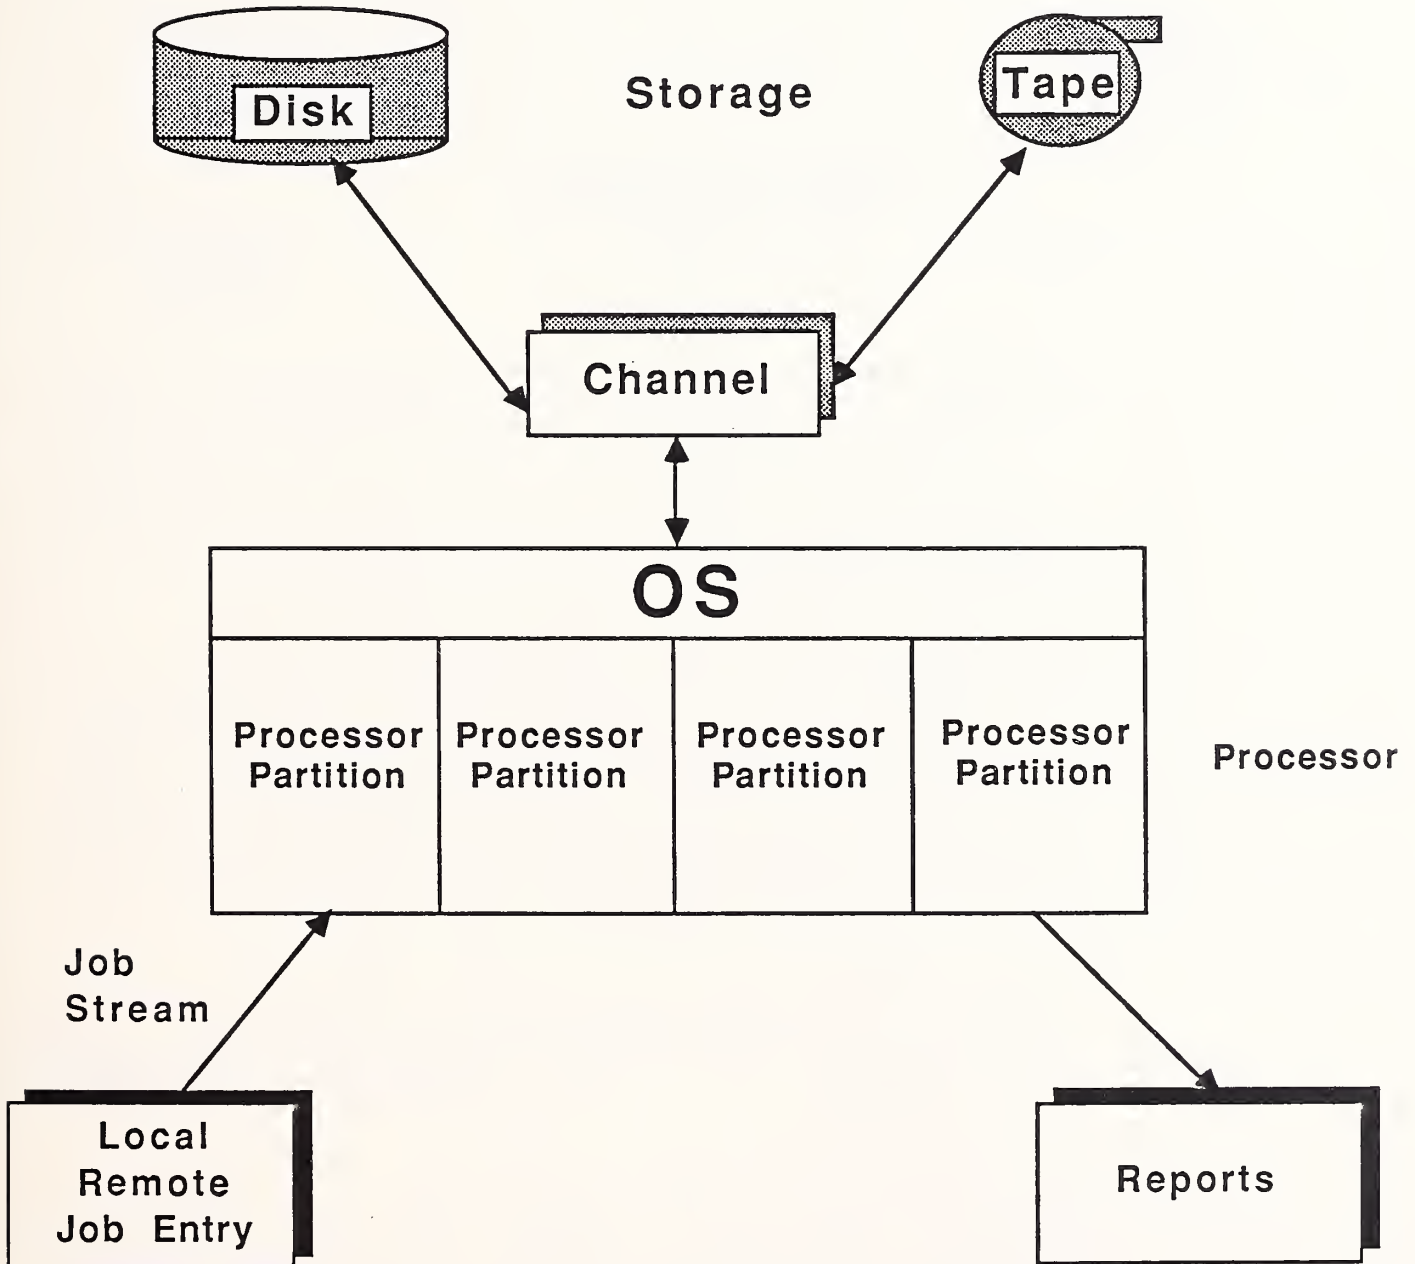 Disk
Storage
Tape
Channel
OS
Processor
Partition
Processor
Partition
Processor
Partition
Processor
Partition
Processor
Job
Stream
Local
Remote
Job Entry
Reports